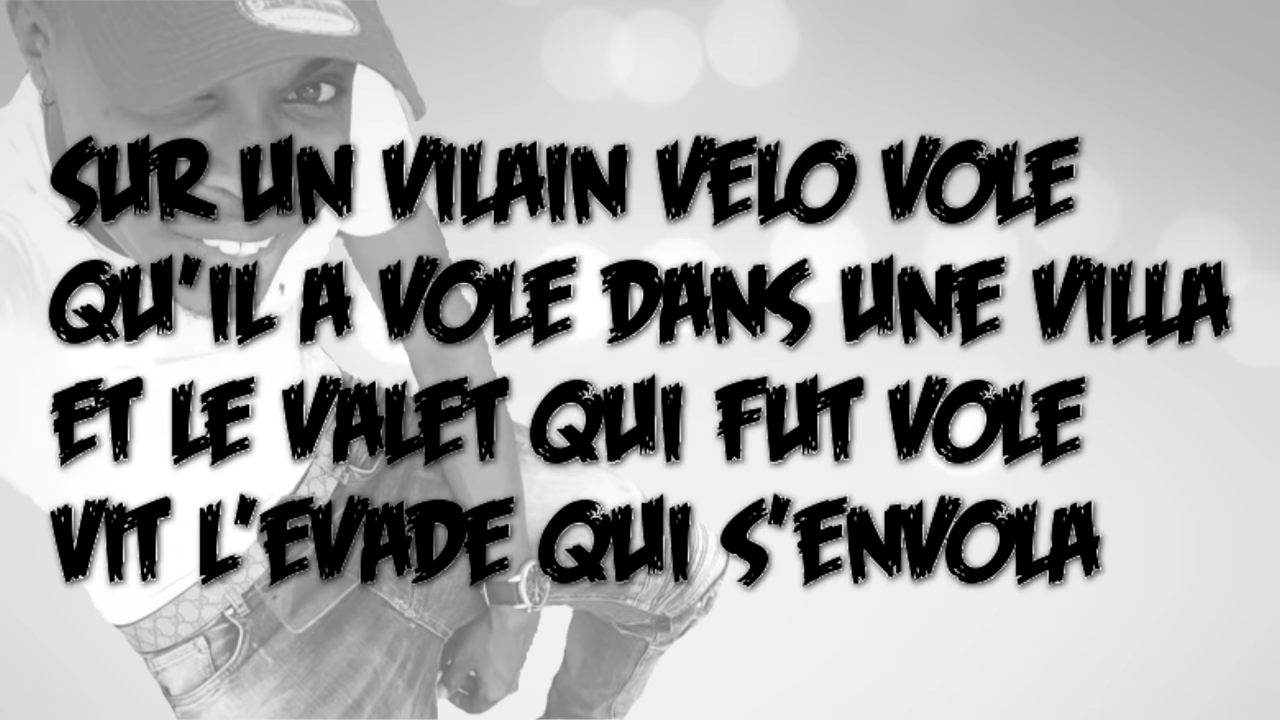 SUR UN VILAIN VELO VOLE
QU'IL A VOLE DANS UNE VILLA
ET LE VALET QUI FUT VOLE
VIT L'EVADE QUI S'ENVOLA